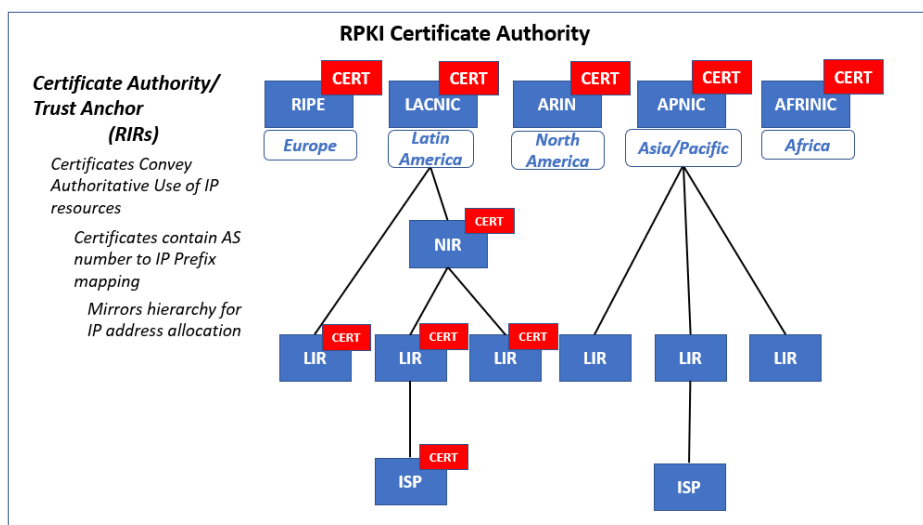 RPKI Certificate Authority
Certificate Authority/
Trust Anchor
(RIRs)
Certificates Convey
Authoritative Use of IP
resources
Certificates contain AS
number to IP Prefix
mapping
Mirrors hierarchy for
IP address allocation
CERT
CERT
CERT
CERT
CERT
RIPE
LACNIC
ARIN
APNIC
AFRINIC
Europe
Latin
America
North
America
Asia/Pacific
Africa
CERT
NIR
CERT
CERT
CERT
LIR
LIR
LIR
LIR
LIR
LIR
CERT
ISP
ISP